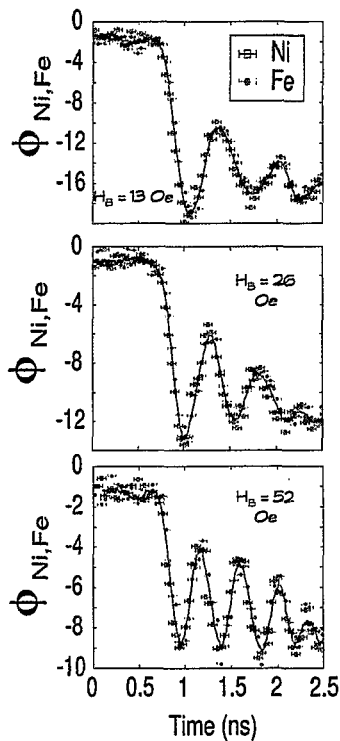 0
Ni
Fe
-4
-8
-12
-16
Φ Ni,Fe
H_B = 13 Oe
0
-4
-8
-12
Φ Ni,Fe
H_B = 26
Oe
0
-2
-4
-6
-8
-10
Φ Ni,Fe
H_B = 52
Oe
0 0.5 1.0 1.5 2.0 2.5
Time (ns)